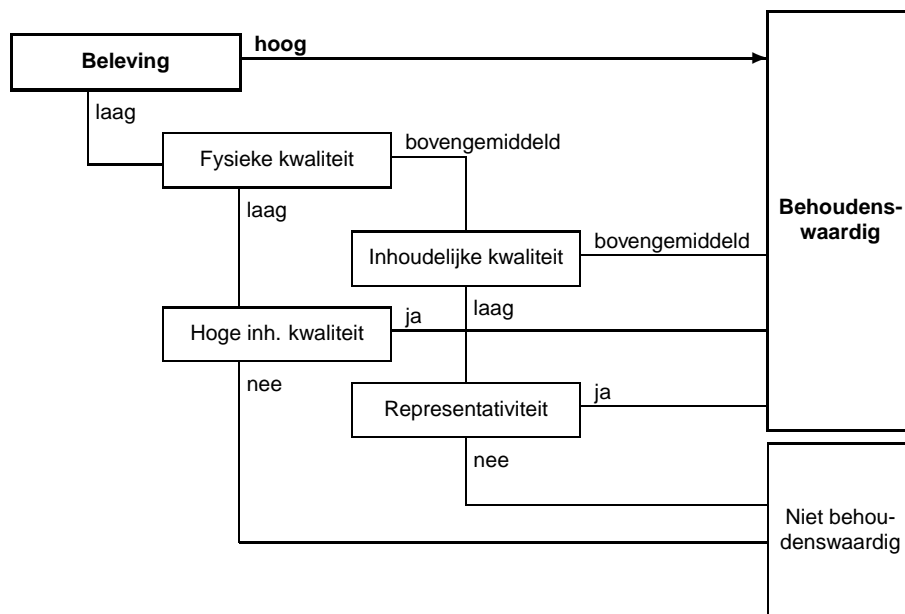 hoog
Beleving
laag
bovengemiddeld
Fysieke kwaliteit
laag
Behoudens-
waardig
bovengemiddeld
Inhoudelijke kwaliteit
laag
ja
Hoge inh. kwaliteit
nee
ja
Representativiteit
nee
Niet behou-
denswaardig